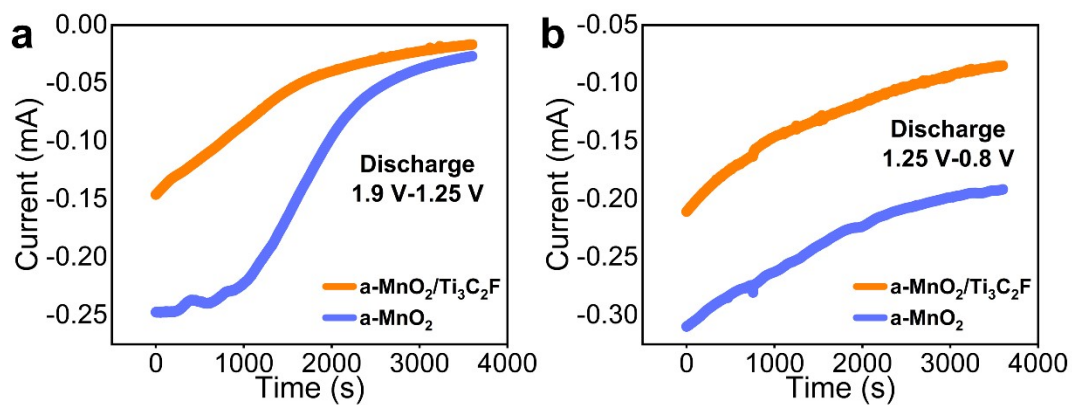 a
0.00
-0.05
-0.10
-0.15
-0.20
-0.25
Current (mA)
0 1000 2000 3000 4000
Time (s)
Discharge
1.9 V-1.25 V
a-MnO₂/Ti₃C₂F
a-MnO₂
b
-0.05
-0.10
-0.15
-0.20
-0.25
-0.30
Current (mA)
0 1000 2000 3000 4000
Time (s)
Discharge
1.25 V-0.8 V
a-MnO₂/Ti₃C₂F
a-MnO₂